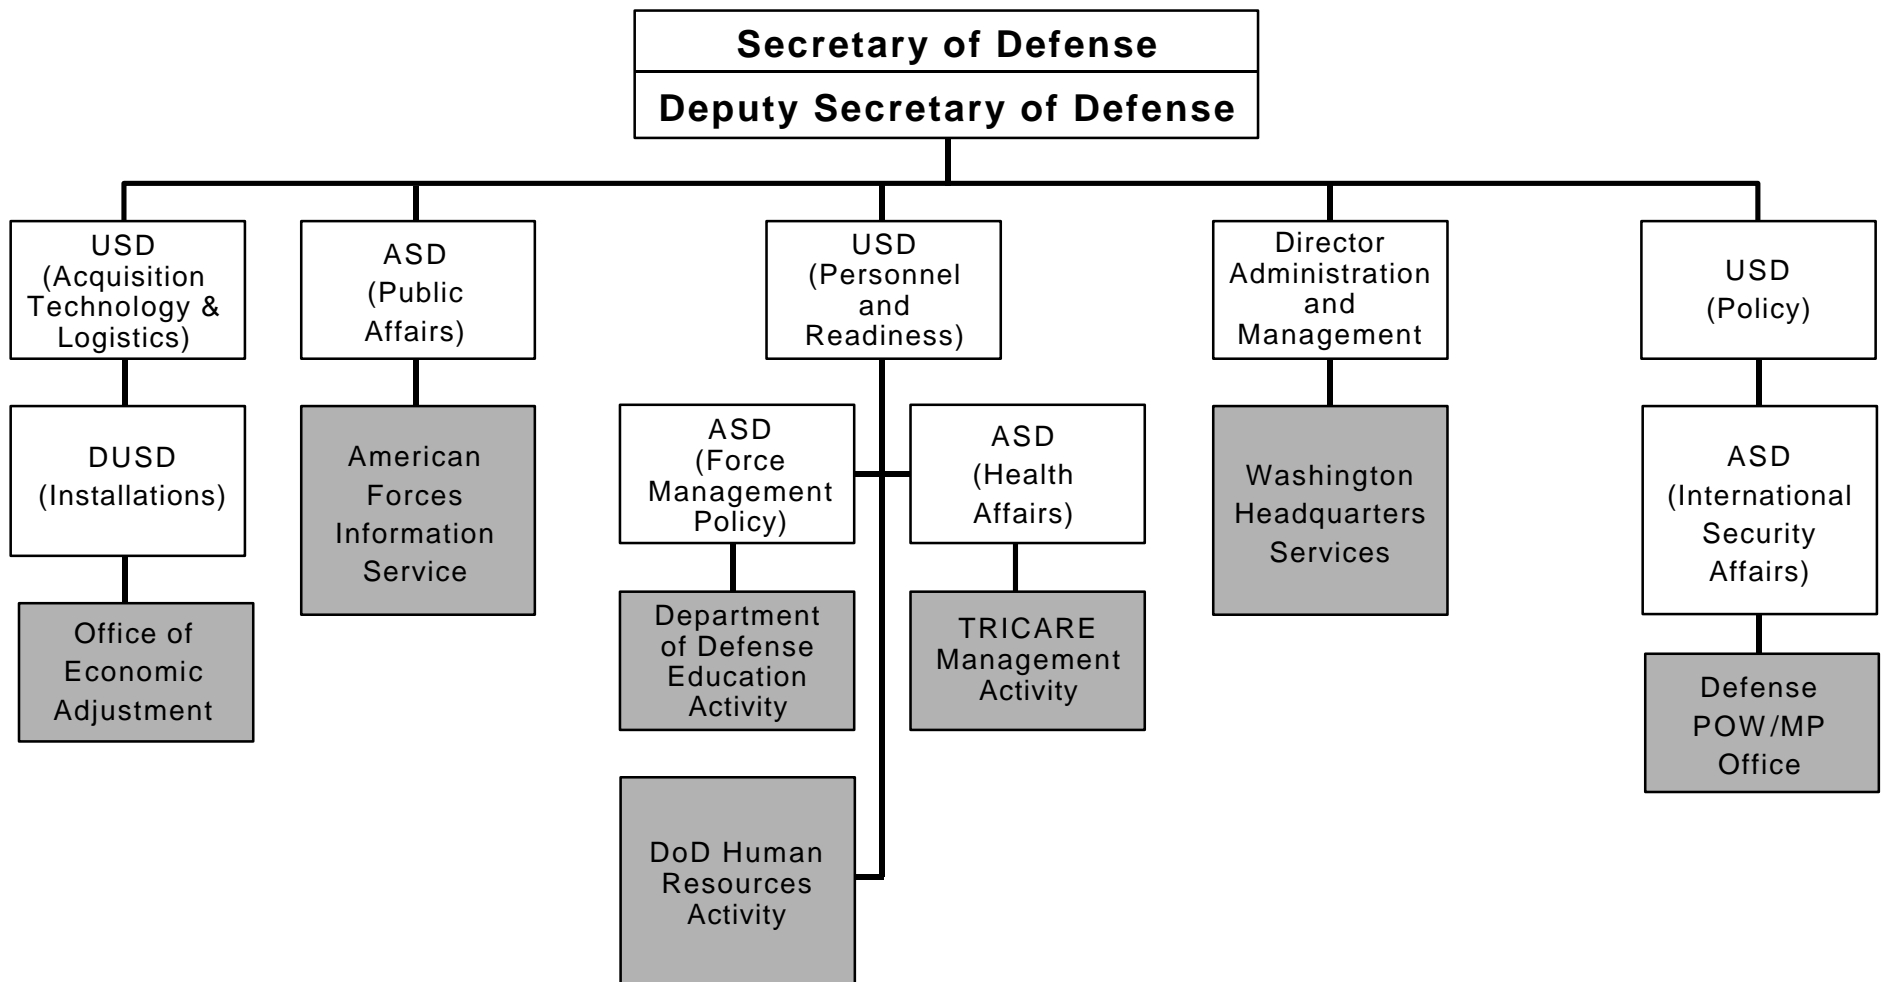 Secretary of Defense
Deputy Secretary of Defense
USD
(Acquisition
Technology &
Logistics)
ASD
(Public
Affairs)
USD
(Personnel
and
Readiness)
Director
Administration
and
Management
USD
(Policy)
DUSD
(Installations)
American
Forces
Information
Service
ASD
(Force
Management
Policy)
ASD
(Health
Affairs)
Washington
Headquarters
Services
ASD
(International
Security
Affairs)
Office of
Economic
Adjustment
Department
of Defense
Education
Activity
TRICARE
Management
Activity
Defense
POW/MP
Office
DoD Human
Resources
Activity